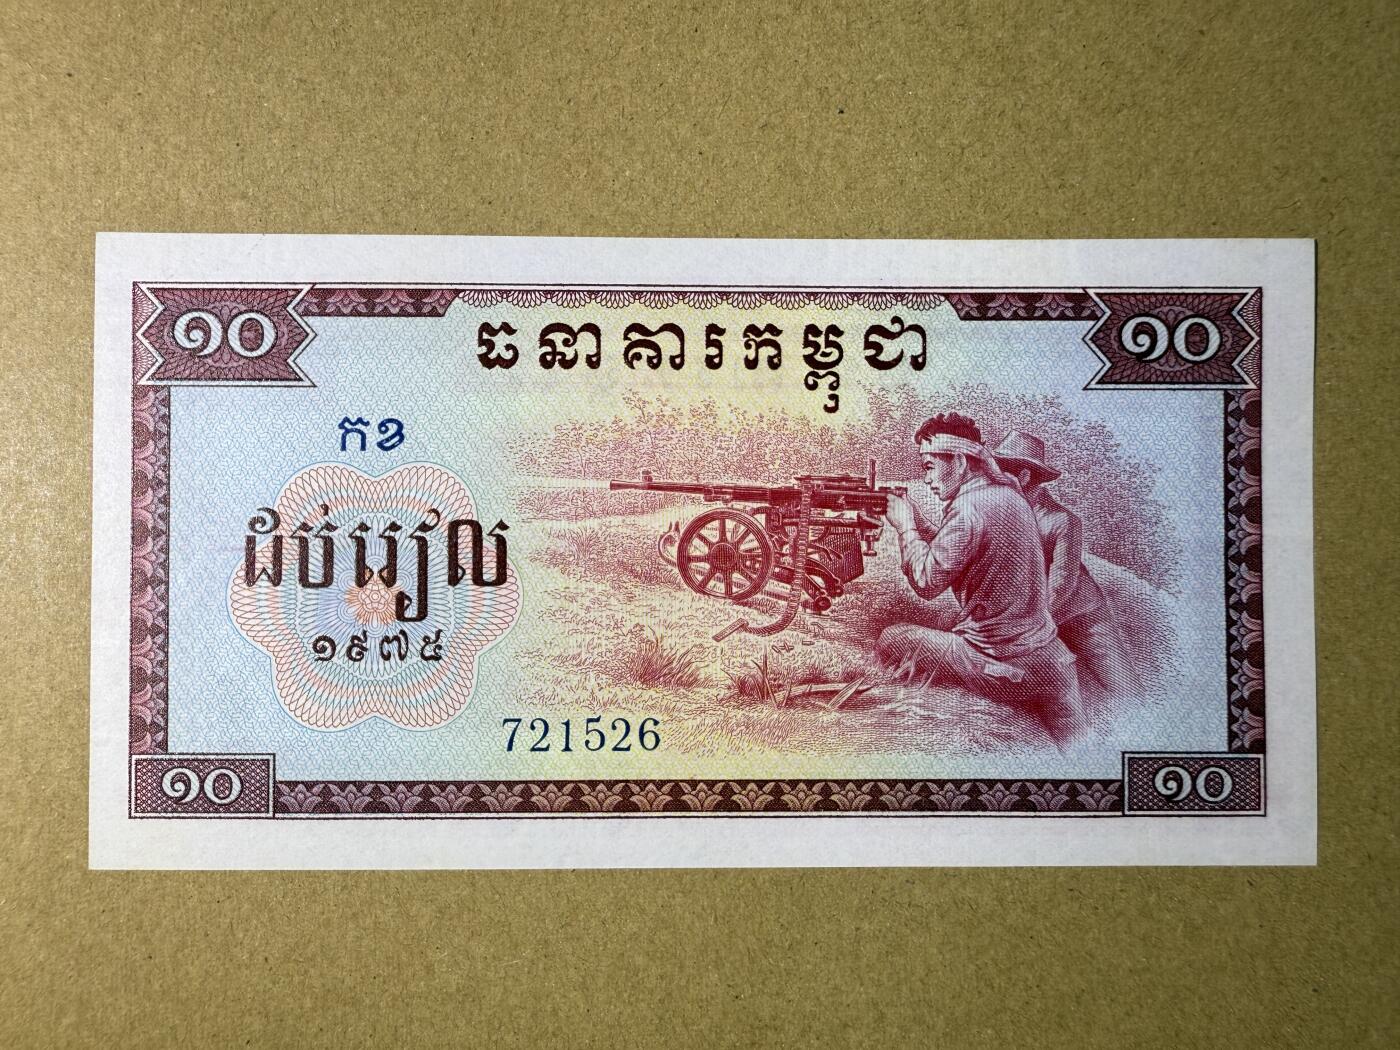 ១០ ធនាគារកម្ពុជា ១០
កខ
ដប់រៀល
១៩៧៥
721526
១០ ១០